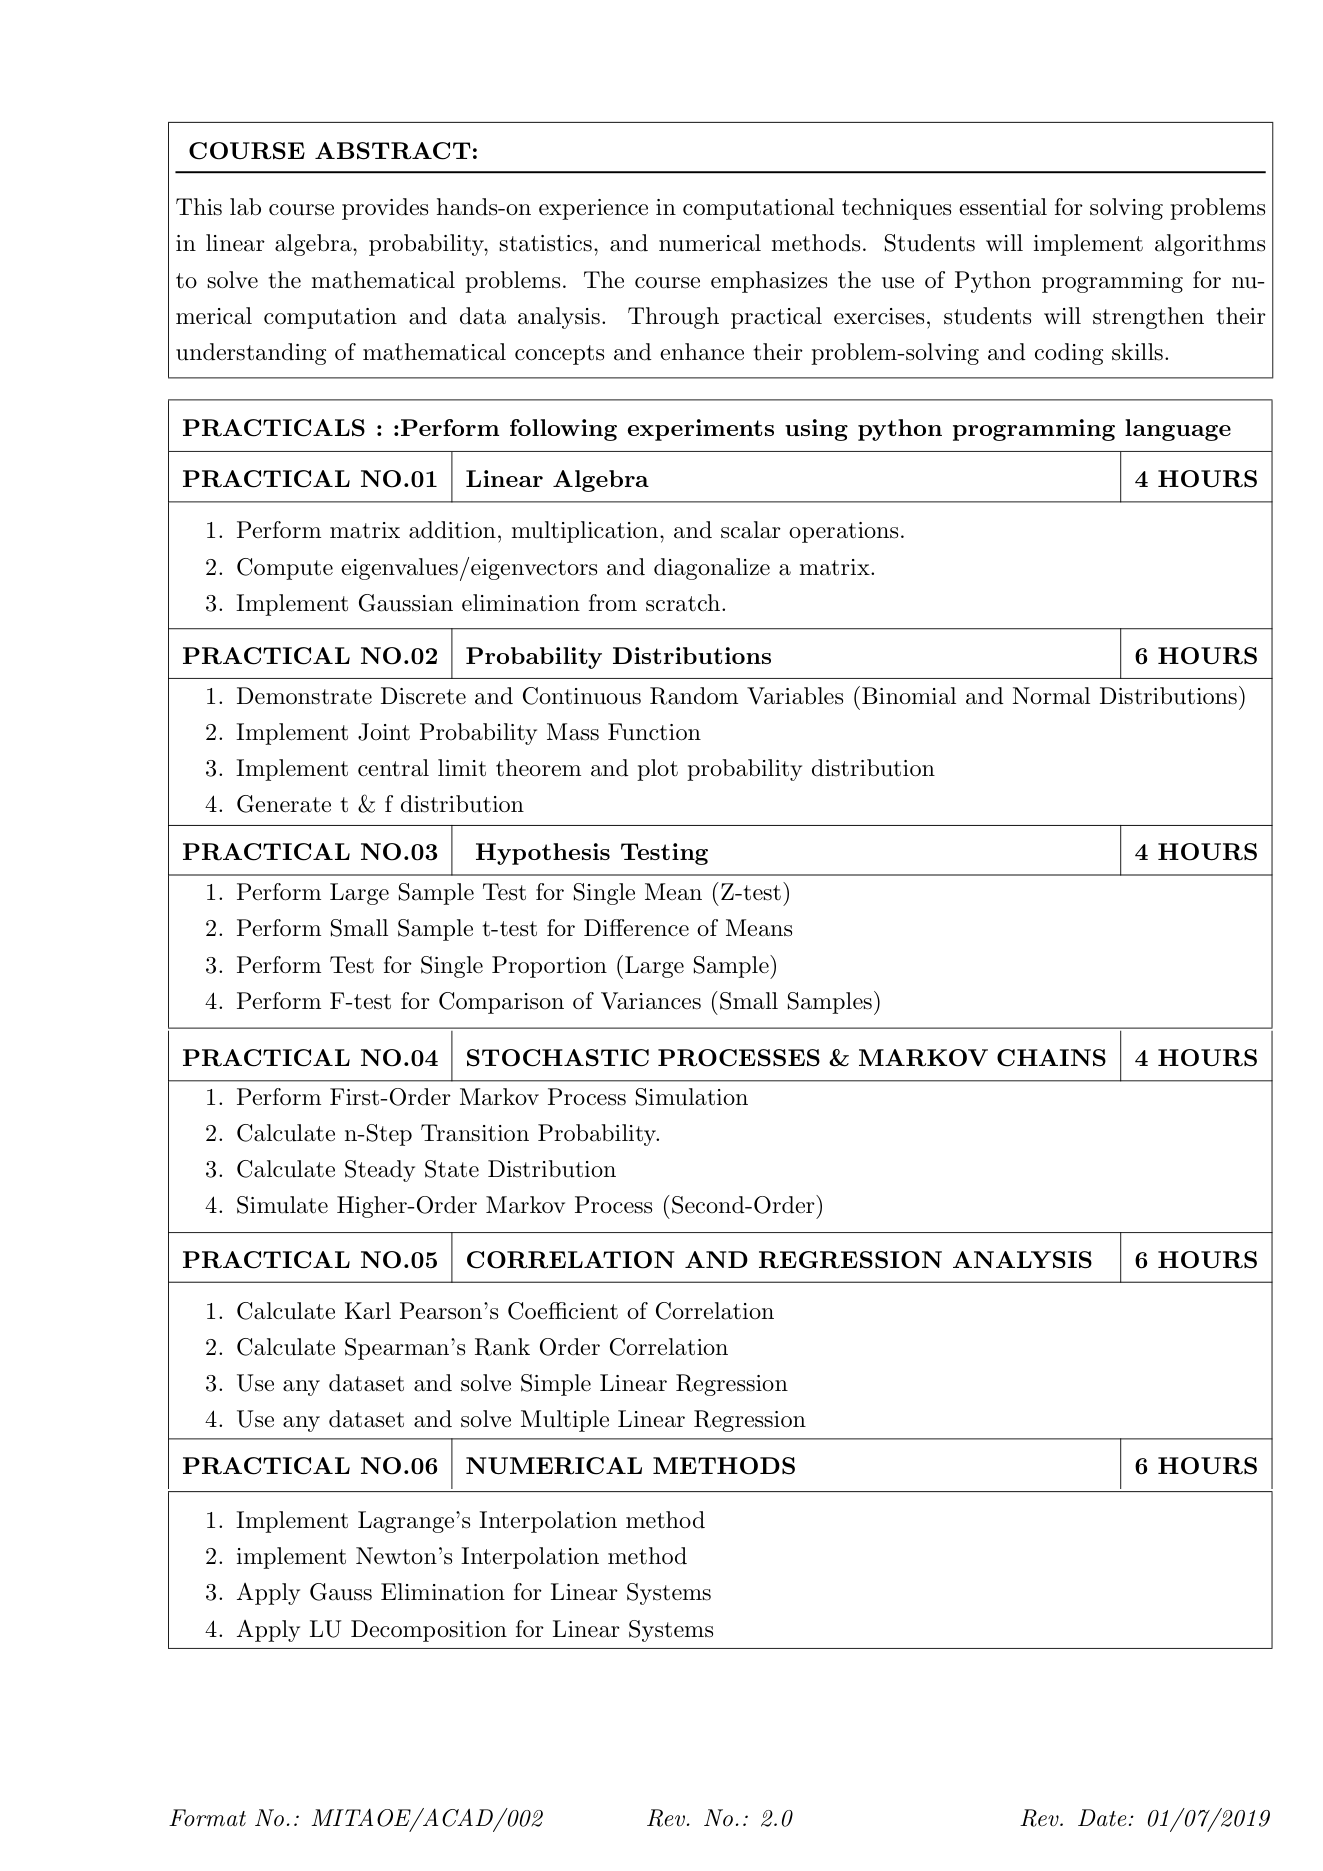 COURSE ABSTRACT:
This lab course provides hands-on experience in computational techniques essential for solving problems
in linear algebra, probability, statistics, and numerical methods. Students will implement algorithms
to solve the mathematical problems. The course emphasizes the use of Python programming for nu-
merical computation and data analysis. Through practical exercises, students will strengthen their
understanding of mathematical concepts and enhance their problem-solving and coding skills.
PRACTICALS : :Perform following experiments using python programming language
PRACTICAL NO.01 Linear Algebra 4 HOURS
1. Perform matrix addition, multiplication, and scalar operations.
2. Compute eigenvalues/eigenvectors and diagonalize a matrix.
3. Implement Gaussian elimination from scratch.
PRACTICAL NO.02 Probability Distributions 6 HOURS
1. Demonstrate Discrete and Continuous Random Variables (Binomial and Normal Distributions)
2. Implement Joint Probability Mass Function
3. Implement central limit theorem and plot probability distribution
4. Generate t & f distribution
PRACTICAL NO.03 Hypothesis Testing 4 HOURS
1. Perform Large Sample Test for Single Mean (Z-test)
2. Perform Small Sample t-test for Difference of Means
3. Perform Test for Single Proportion (Large Sample)
4. Perform F-test for Comparison of Variances (Small Samples)
PRACTICAL NO.04 STOCHASTIC PROCESSES & MARKOV CHAINS 4 HOURS
1. Perform First-Order Markov Process Simulation
2. Calculate n-Step Transition Probability.
3. Calculate Steady State Distribution
4. Simulate Higher-Order Markov Process (Second-Order)
PRACTICAL NO.05 CORRELATION AND REGRESSION ANALYSIS 6 HOURS
1. Calculate Karl Pearson's Coefficient of Correlation
2. Calculate Spearman's Rank Order Correlation
3. Use any dataset and solve Simple Linear Regression
4. Use any dataset and solve Multiple Linear Regression
PRACTICAL NO.06 NUMERICAL METHODS 6 HOURS
1. Implement Lagrange's Interpolation method
2. implement Newton's Interpolation method
3. Apply Gauss Elimination for Linear Systems
4. Apply LU Decomposition for Linear Systems
Format No.: MITAOE/ACAD/002 Rev. No.: 2.0 Rev. Date: 01/07/2019